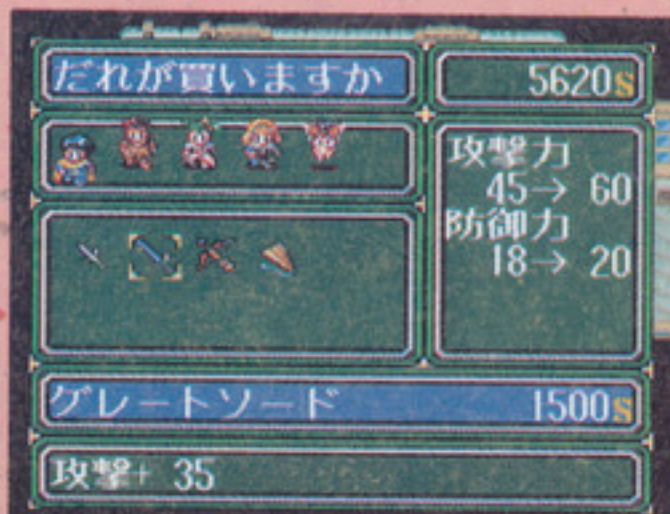 だれが買いますか
5620s
攻撃力
45→ 60
防御力
18→ 20
グレートソード 1500s
攻撃+ 35